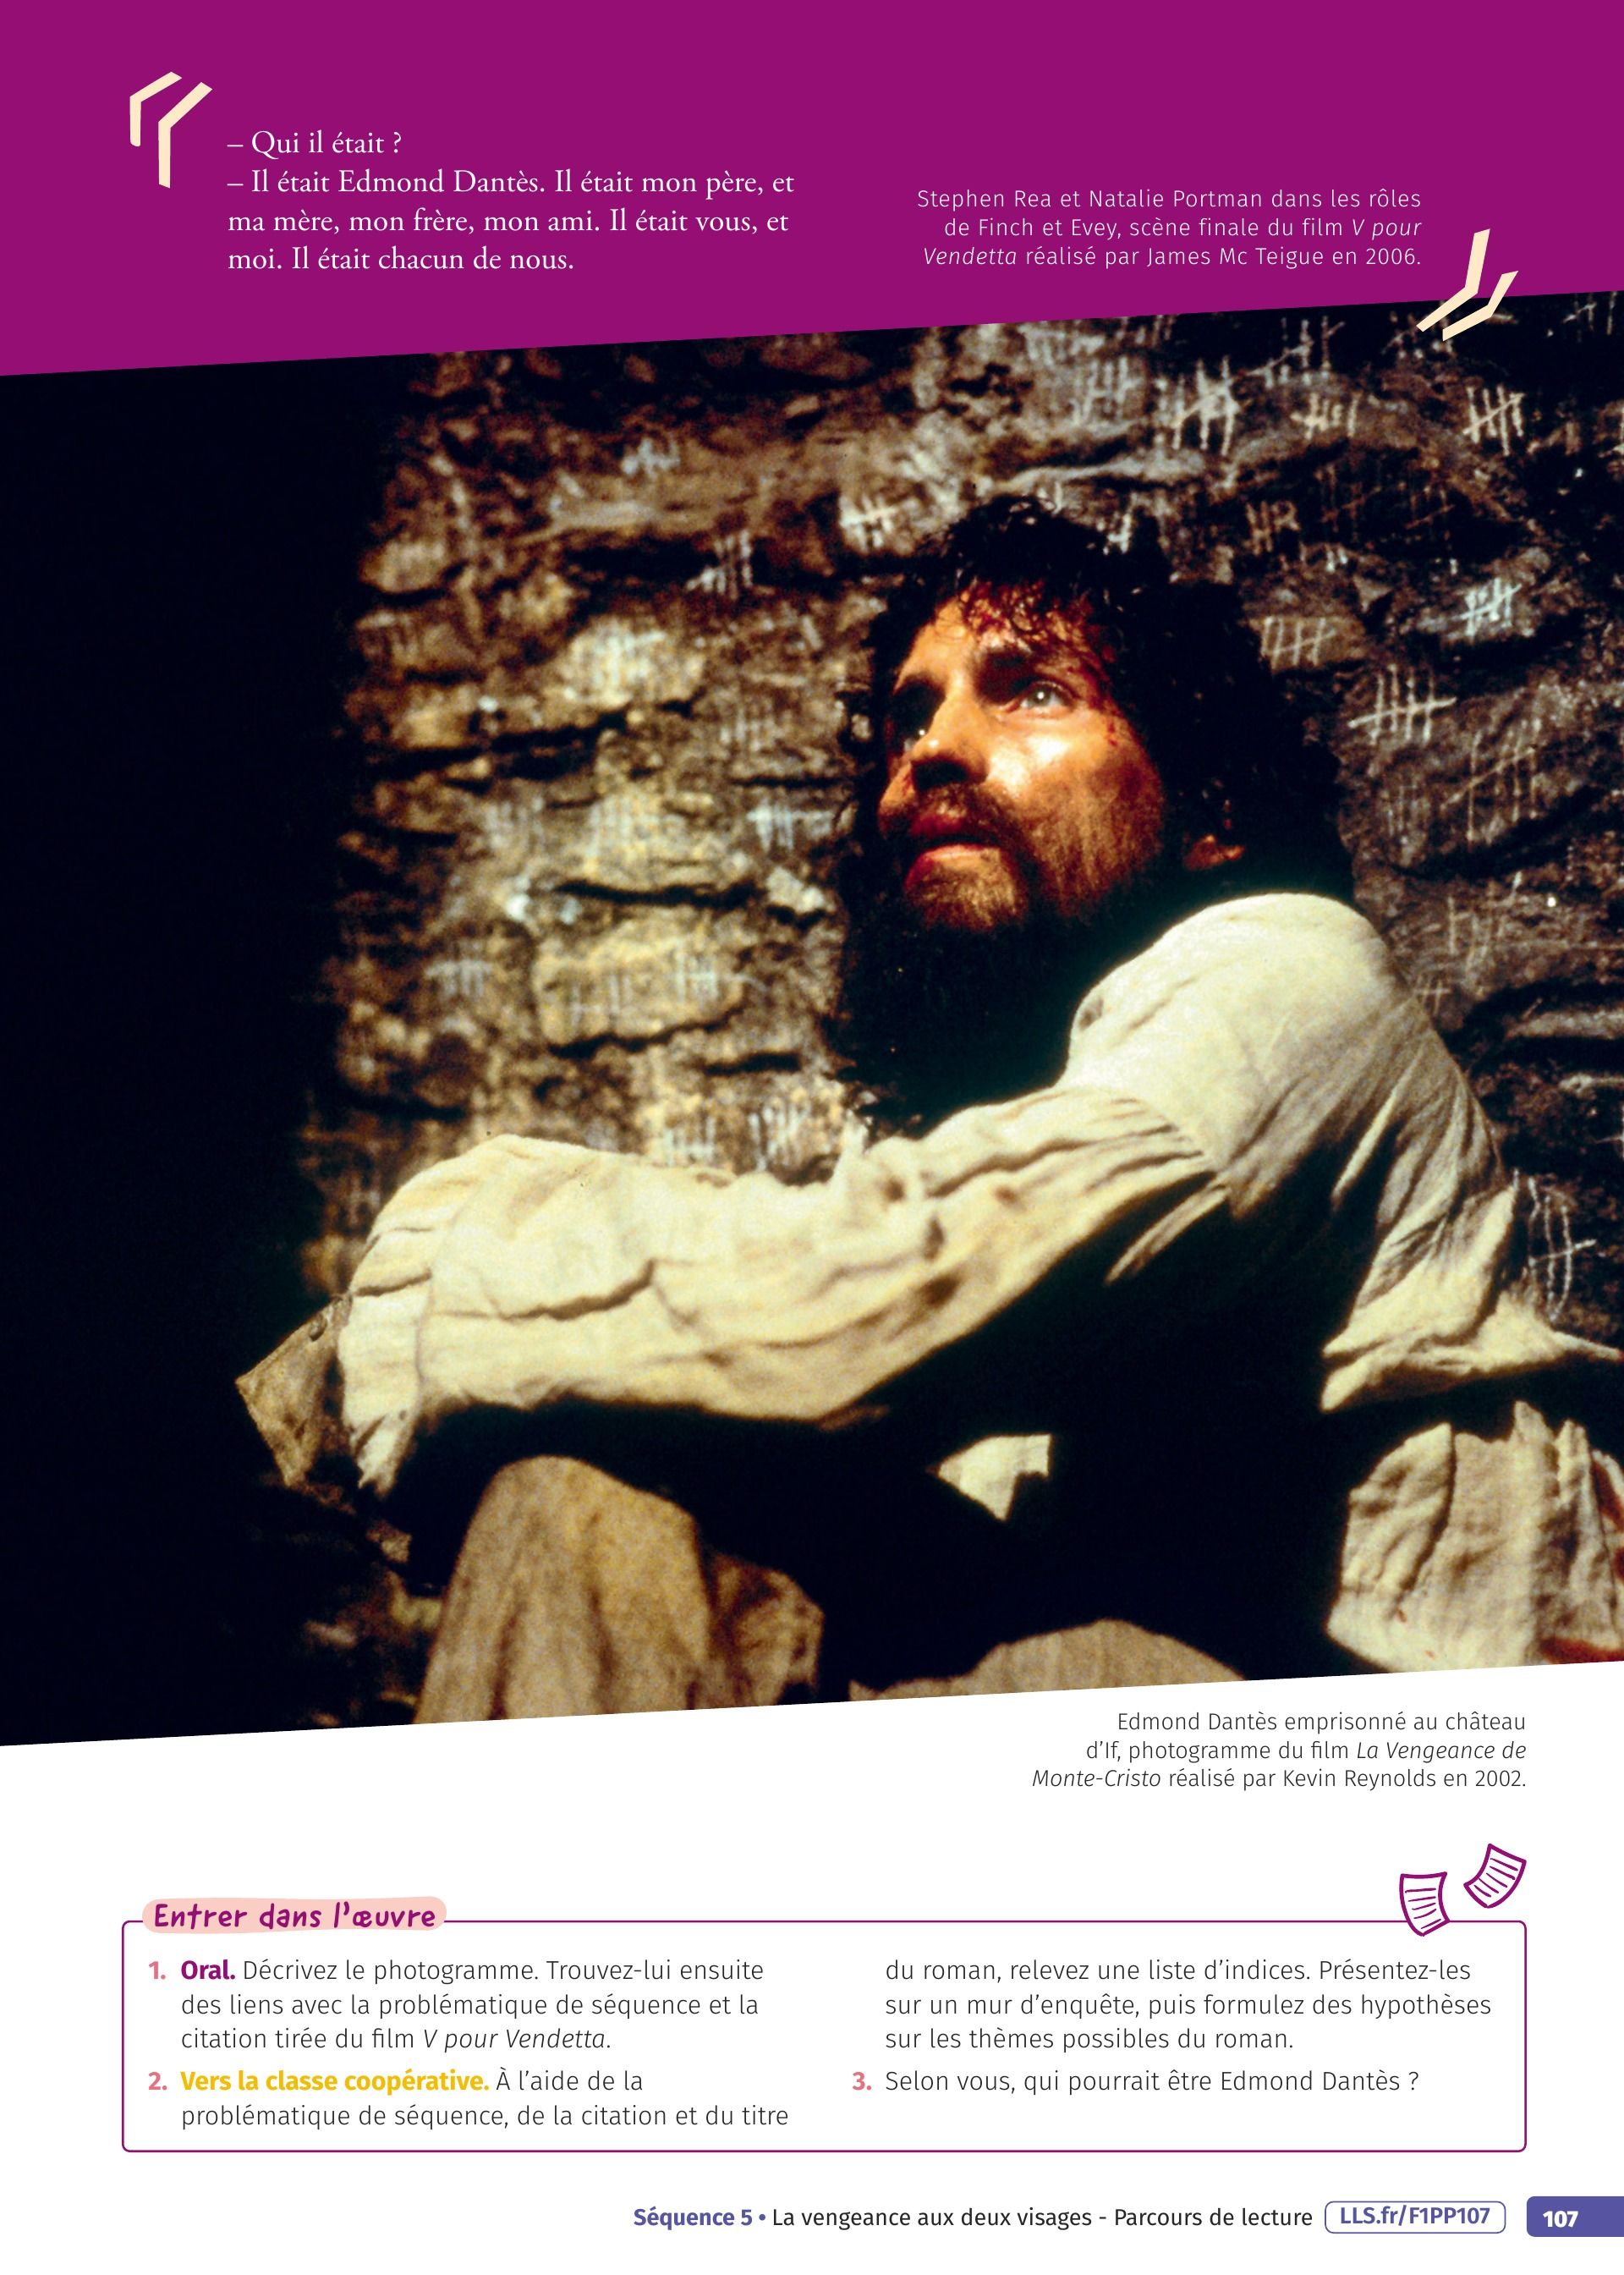 – Qui il était ?
– Il était Edmond Dantès. Il était mon père, et
ma mère, mon frère, mon ami. Il était vous, et
moi. Il était chacun de nous.
Stephen Rea et Natalie Portman dans les rôles
de Finch et Evey, scène finale du film V pour
Vendetta réalisé par James Mc Teigue en 2006.
Edmond Dantès emprisonné au château
d’If, photogramme du film La Vengeance de
Monte-Cristo réalisé par Kevin Reynolds en 2002.
Entrer dans l’œuvre
1. Oral. Décrivez le photogramme. Trouvez-lui ensuite
des liens avec la problématique de séquence et la
citation tirée du film V pour Vendetta.
2. Vers la classe coopérative. À l’aide de la
problématique de séquence, de la citation et du titre
du roman, relevez une liste d’indices. Présentez-les
sur un mur d’enquête, puis formulez des hypothèses
sur les thèmes possibles du roman.
3. Selon vous, qui pourrait être Edmond Dantès ?
Séquence 5 • La vengeance aux deux visages - Parcours de lecture LLS.fr/F1PP107 107